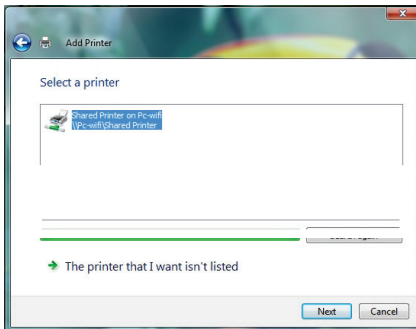 Add Printer
Select a printer
Shared Printer on Pc-wifi
\\Pc-wifi\Shared Printer
The printer that I want isn't listed
Next
Cancel